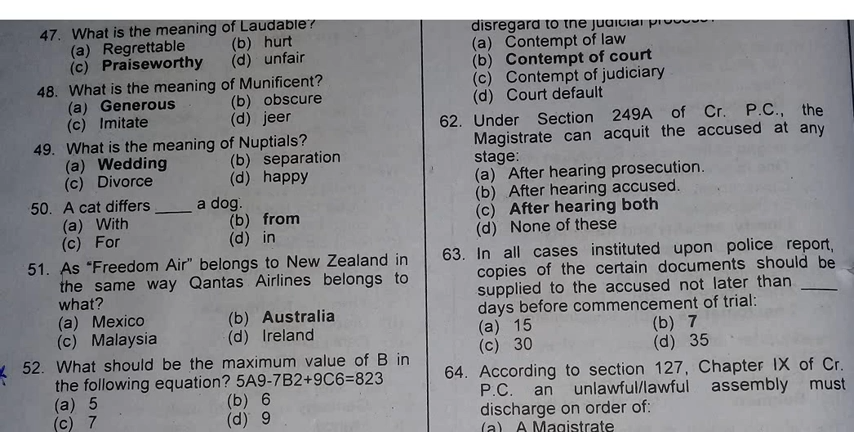 47. What is the meaning of Laudable?
(a) Regrettable (b) hurt
(c) Praiseworthy (d) unfair
48. What is the meaning of Munificent?
(a) Generous (b) obscure
(c) Imitate (d) jeer
49. What is the meaning of Nuptials?
(a) Wedding (b) separation
(c) Divorce (d) happy
50. A cat differs ____ a dog.
(a) With (b) from
(c) For (d) in
51. As “Freedom Air” belongs to New Zealand in
the same way Qantas Airlines belongs to
what?
(a) Mexico (b) Australia
(c) Malaysia (d) Ireland
52. What should be the maximum value of B in
the following equation? 5A9-7B2+9C6=823
(a) 5 (b) 6
(c) 7 (d) 9
disregard to the judicial
(a) Contempt of law
(b) Contempt of court
(c) Contempt of judiciary
(d) Court default
62. Under Section 249A of Cr. P.C., the
Magistrate can acquit the accused at any
stage:
(a) After hearing prosecution.
(b) After hearing accused.
(c) After hearing both
(d) None of these
63. In all cases instituted upon police report,
copies of the certain documents should be
supplied to the accused not later than ____
days before commencement of trial:
(a) 15 (b) 7
(c) 30 (d) 35
64. According to section 127, Chapter IX of Cr.
P.C. an unlawful/lawful assembly must
discharge on order of:
(a) A Magistrate